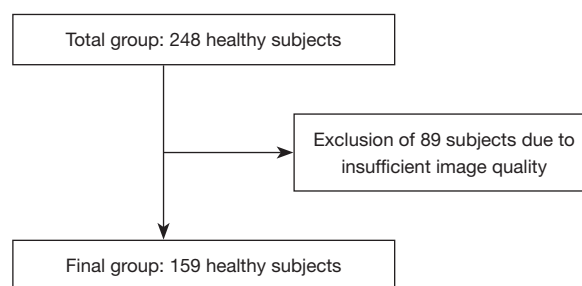 Total group: 248 healthy subjects
Exclusion of 89 subjects due to
insufficient image quality
Final group: 159 healthy subjects